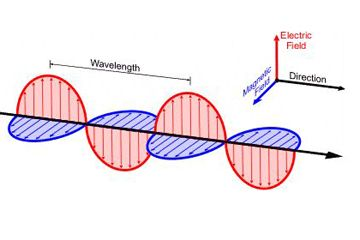 Electric
Field
Wavelength
Magnetic
Field
Direction